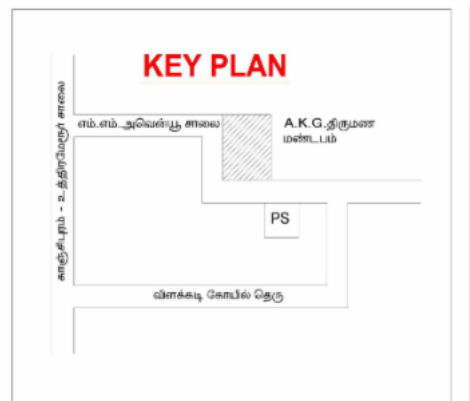 KEY PLAN
எம்.எம்.அவென்யூ சாலை
A.K.G.திருமண
மண்டபம்
காஞ்சிபுரம் - உத்திரமேரூர் சாலை
PS
விளக்கடி கோயில் தெரு